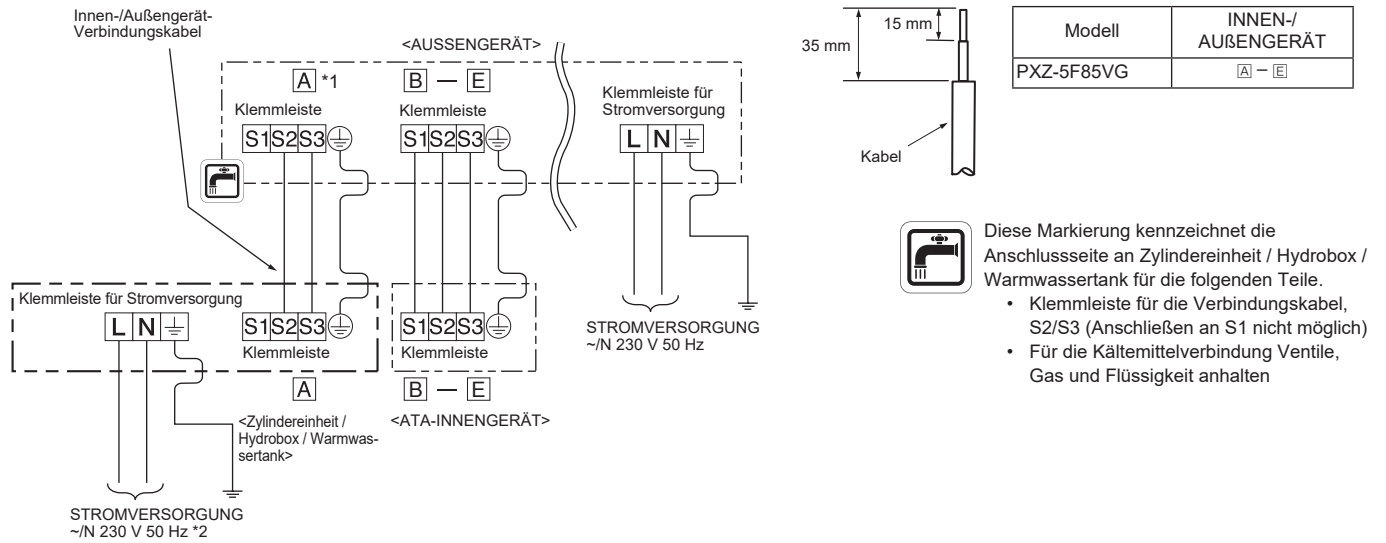 Innen-/Außengerät-
Verbindungskabel
<AUSSENGERÄT>
A *1
B — E
Klemmleiste
Klemmleiste
Klemmleiste für
Stromversorgung
S1 S2 S3
S1 S2 S3
L N
Klemmleiste für Stromversorgung
L N
S1 S2 S3
S1 S2 S3
Klemmleiste
Klemmleiste
A
B — E
<Zylindereinheit /
Hydrobox / Warmwas-
sertank>
<ATA-INNENGERÄT>
STROMVERSORGUNG
~/N 230 V 50 Hz
STROMVERSORGUNG
~/N 230 V 50 Hz *2
15 mm
35 mm
Kabel
Modell
INNEN-/
AUßENGERÄT
PXZ-5F85VG
A – E
Diese Markierung kennzeichnet die
Anschlussseite an Zylindereinheit / Hydrobox /
Warmwassertank für die folgenden Teile.
• Klemmleiste für die Verbindungskabel,
S2/S3 (Anschließen an S1 nicht möglich)
• Für die Kältemittelverbindung Ventile,
Gas und Flüssigkeit anhalten